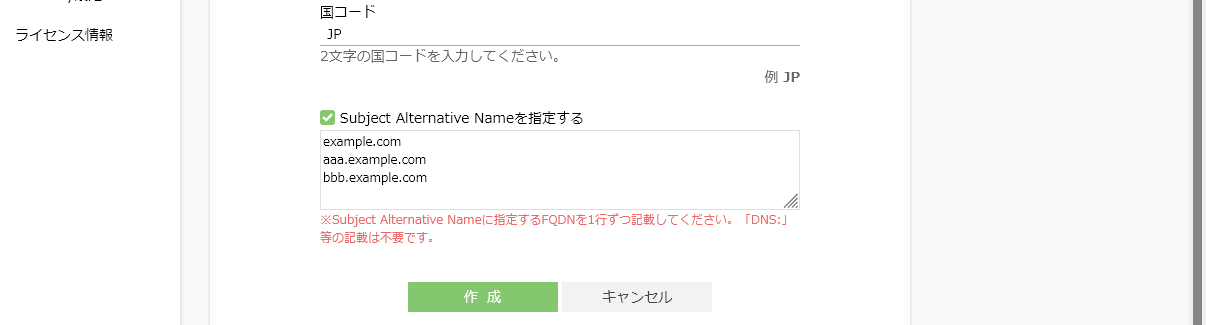 ライセンス情報
国コード
JP
2文字の国コードを入力してください。
例 JP
Subject Alternative Nameを指定する
example.com
aaa.example.com
bbb.example.com
※Subject Alternative Nameに指定するFQDNを1行ずつ記載してください。「DNS:」
等の記載は不要です。
作 成
キャンセル